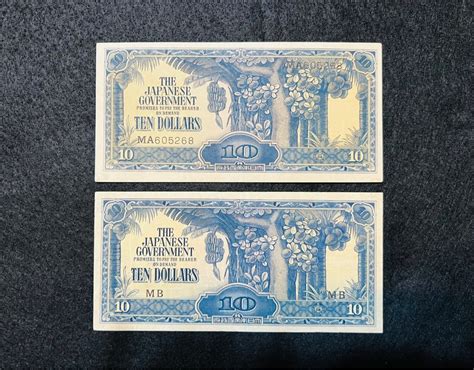 THE
JAPANESE
GOVERNMENT
PROMISES TO PAY THE BEARER
ON DEMAND
TEN DOLLARS
MA605268
10 10 10
THE
JAPANESE
GOVERNMENT
PROMISES TO PAY THE BEARER
ON DEMAND
TEN DOLLARS
MB MB
10 10 10